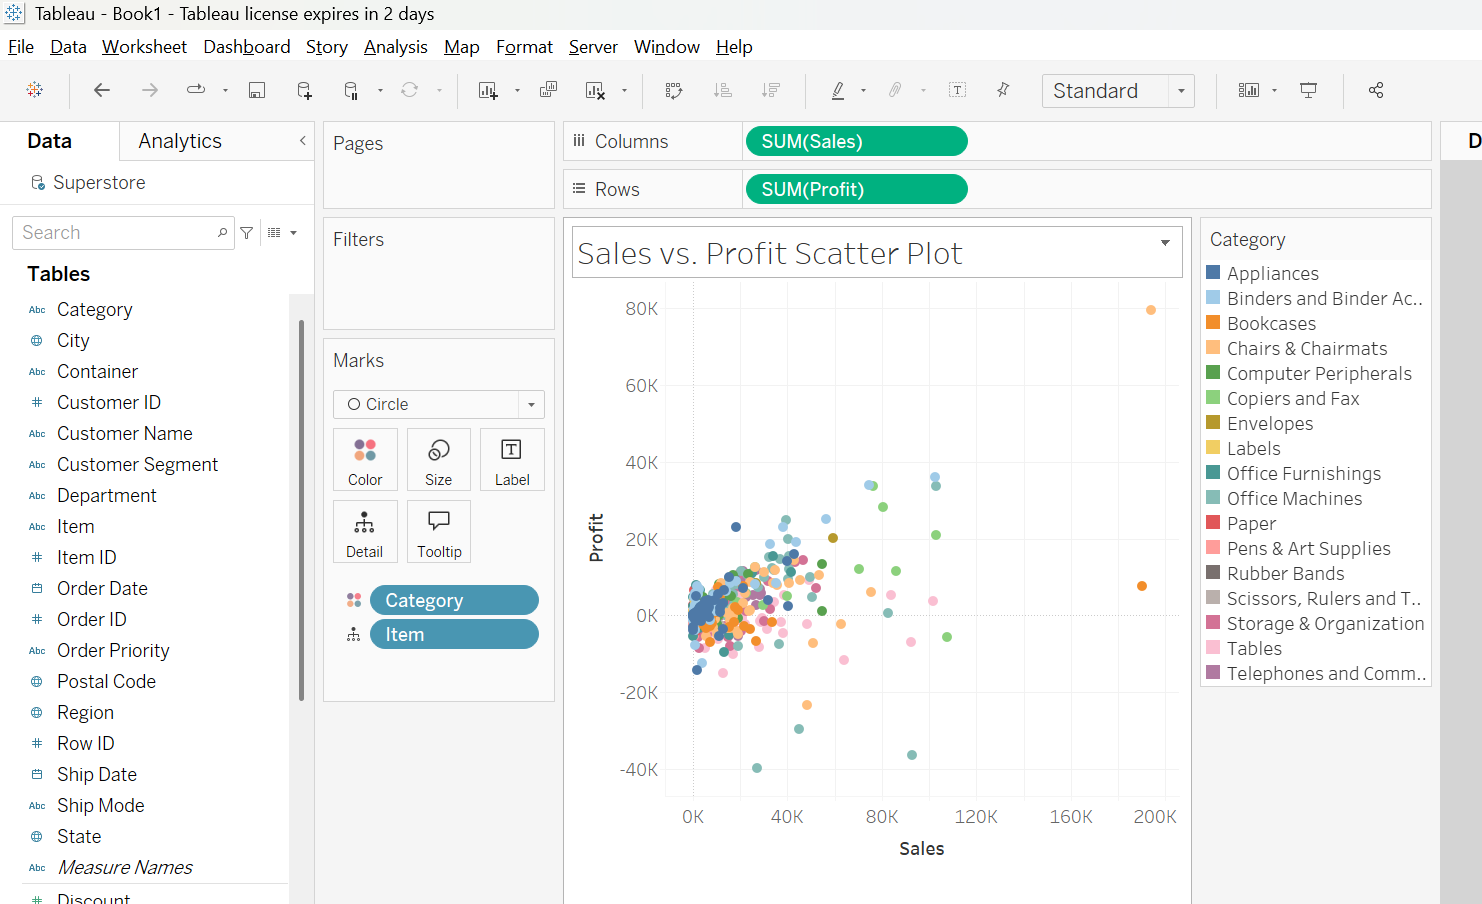 Tableau - Book1 - Tableau license expires in 2 days
File Data Worksheet Dashboard Story Analysis Map Format Server Window Help
Standard
Data Analytics
Superstore
Search
Tables
Abc Category
City
Abc Container
# Customer ID
Abc Customer Name
Abc Customer Segment
Abc Department
Abc Item
# Item ID
Order Date
# Order ID
Abc Order Priority
Postal Code
Region
# Row ID
Ship Date
Abc Ship Mode
State
Abc Measure Names
# Discount
Pages
Filters
Marks
Circle
Color Size Label
Detail Tooltip
Category
Item
Columns SUM(Sales)
Rows SUM(Profit)
Sales vs. Profit Scatter Plot
80K
60K
40K
20K
0K
-20K
-40K
Profit
0K 40K 80K 120K 160K 200K
Sales
Category
Appliances
Binders and Binder Ac..
Bookcases
Chairs & Chairmats
Computer Peripherals
Copiers and Fax
Envelopes
Labels
Office Furnishings
Office Machines
Paper
Pens & Art Supplies
Rubber Bands
Scissors, Rulers and T..
Storage & Organization
Tables
Telephones and Comm..